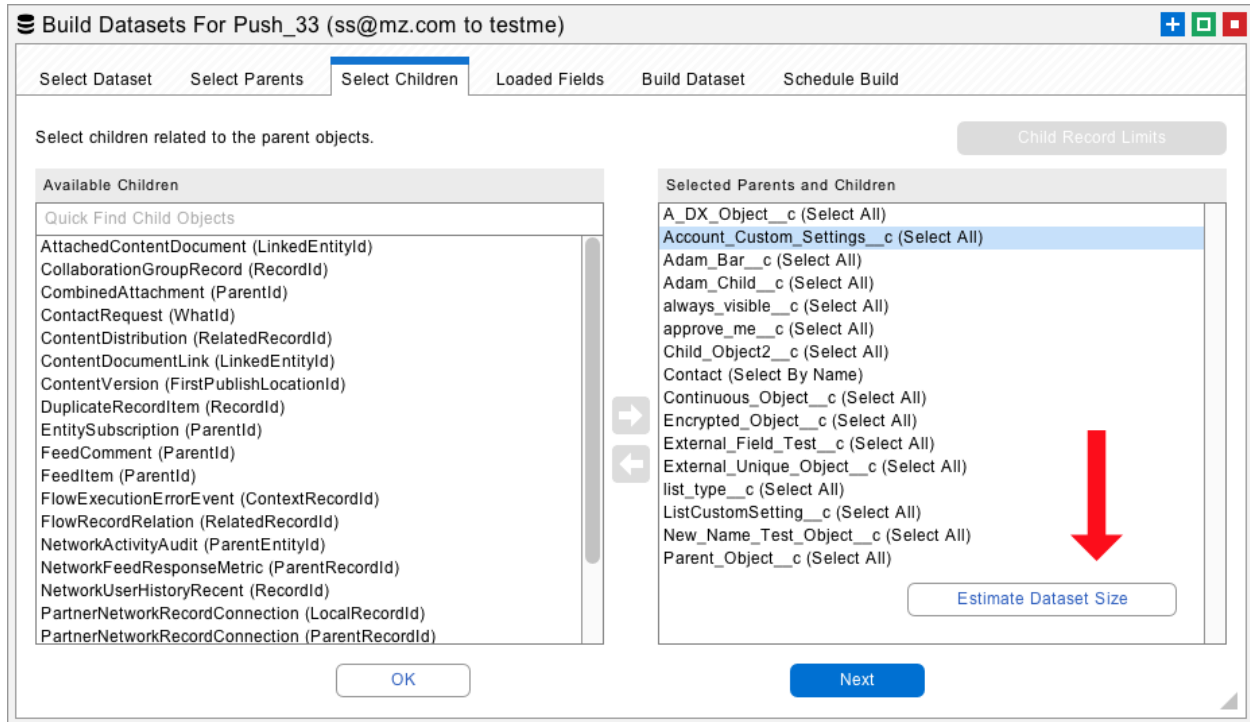 Build Datasets For Push_33 (ss@mz.com to testme)
Select Dataset Select Parents Select Children Loaded Fields Build Dataset Schedule Build
Select children related to the parent objects.
Child Record Limits
Available Children
Quick Find Child Objects
AttachedContentDocument (LinkedEntityId)
CollaborationGroupRecord (RecordId)
CombinedAttachment (ParentId)
ContactRequest (WhatId)
ContentDistribution (RelatedRecordId)
ContentDocumentLink (LinkedEntityId)
ContentVersion (FirstPublishLocationId)
DuplicateRecordItem (RecordId)
EntitySubscription (ParentId)
FeedComment (ParentId)
FeedItem (ParentId)
FlowExecutionErrorEvent (ContextRecordId)
FlowRecordRelation (RelatedRecordId)
NetworkActivityAudit (ParentEntityId)
NetworkFeedResponseMetric (ParentRecordId)
NetworkUserHistoryRecent (RecordId)
PartnerNetworkRecordConnection (LocalRecordId)
PartnerNetworkRecordConnection (ParentRecordId)
Selected Parents and Children
A_DX_Object__c (Select All)
Account_Custom_Settings__c (Select All)
Adam_Bar__c (Select All)
Adam_Child__c (Select All)
always_visible__c (Select All)
approve_me__c (Select All)
Child_Object2__c (Select All)
Contact (Select By Name)
Continuous_Object__c (Select All)
Encrypted_Object__c (Select All)
External_Field_Test__c (Select All)
External_Unique_Object__c (Select All)
list_type__c (Select All)
ListCustomSetting__c (Select All)
New_Name_Test_Object__c (Select All)
Parent_Object__c (Select All)
Estimate Dataset Size
OK
Next